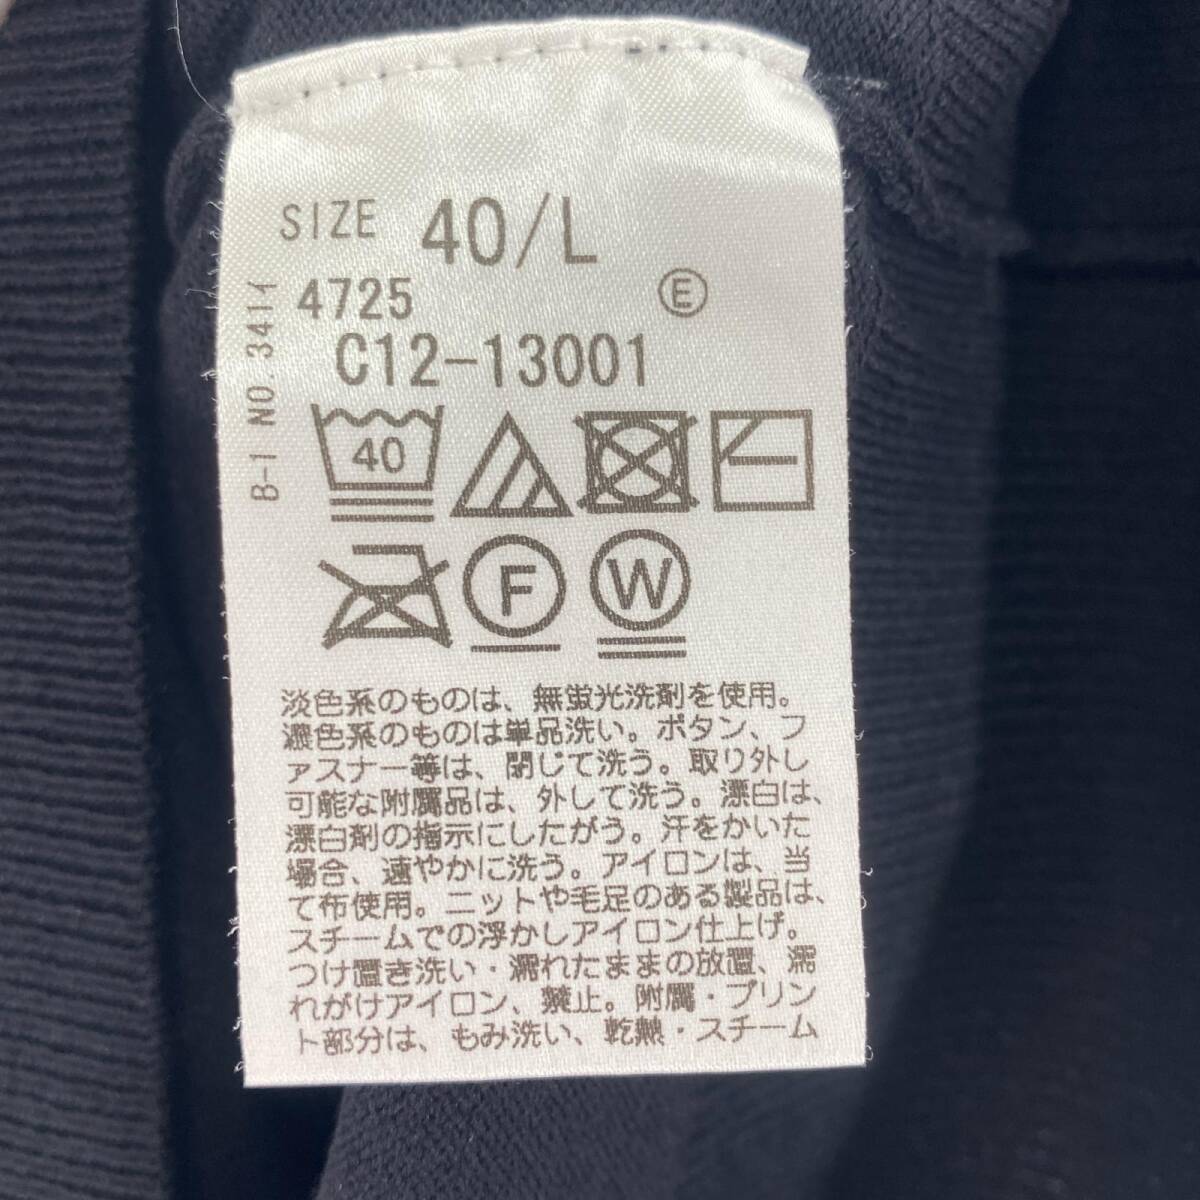 SIZE 40/L
4725 Ⓔ
C12-13001
B-1 NO.341イ
40
F W
淡色系のものは、無蛍光洗剤を使用。
濃色系のものは単品洗い。ボタン、フ
ァスナー等は、閉じて洗う。取り外し
可能な附属品は、外して洗う。漂白は、
漂白剤の指示にしたがう。汗をかいた
場合、速やかに洗う。アイロンは、当
て布使用。ニットや毛足のある製品は、
スチームでの浮かしアイロン仕上げ。
つけ置き洗い・濡れたままの放置、濡
れがけアイロン、禁止。附属・プリン
ト部分は、もみ洗い、乾熱・スチーム